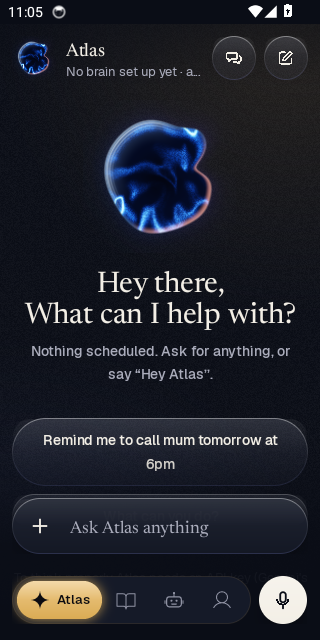 11:05
Atlas
No brain set up yet · a...
Hey there,
What can I help with?
Nothing scheduled. Ask for anything, or
say “Hey Atlas”.
Remind me to call mum tomorrow at
6pm
Ask Atlas anything
Atlas